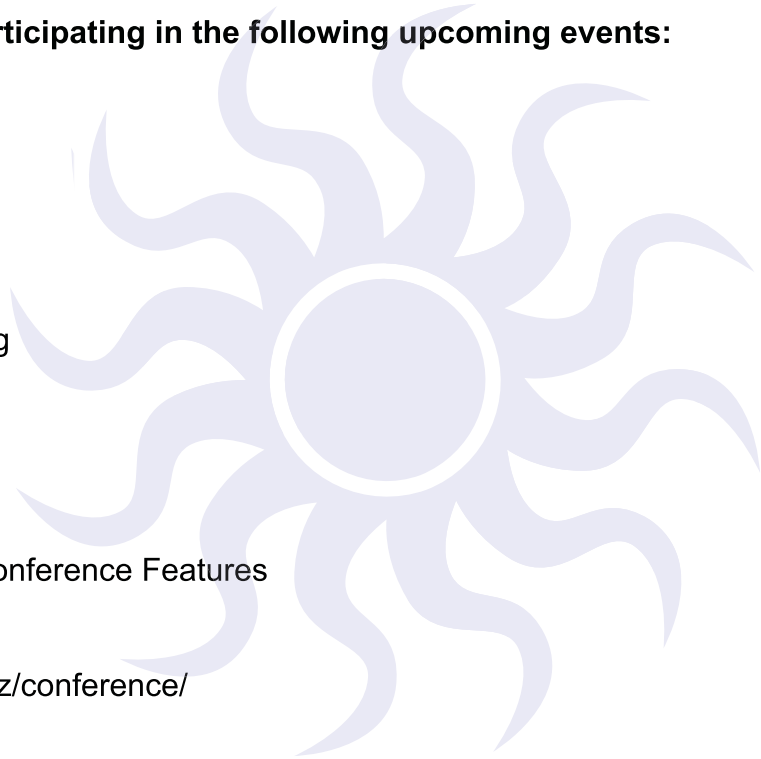 rticipating in the following upcoming events:
g
onference Features
z/conference/